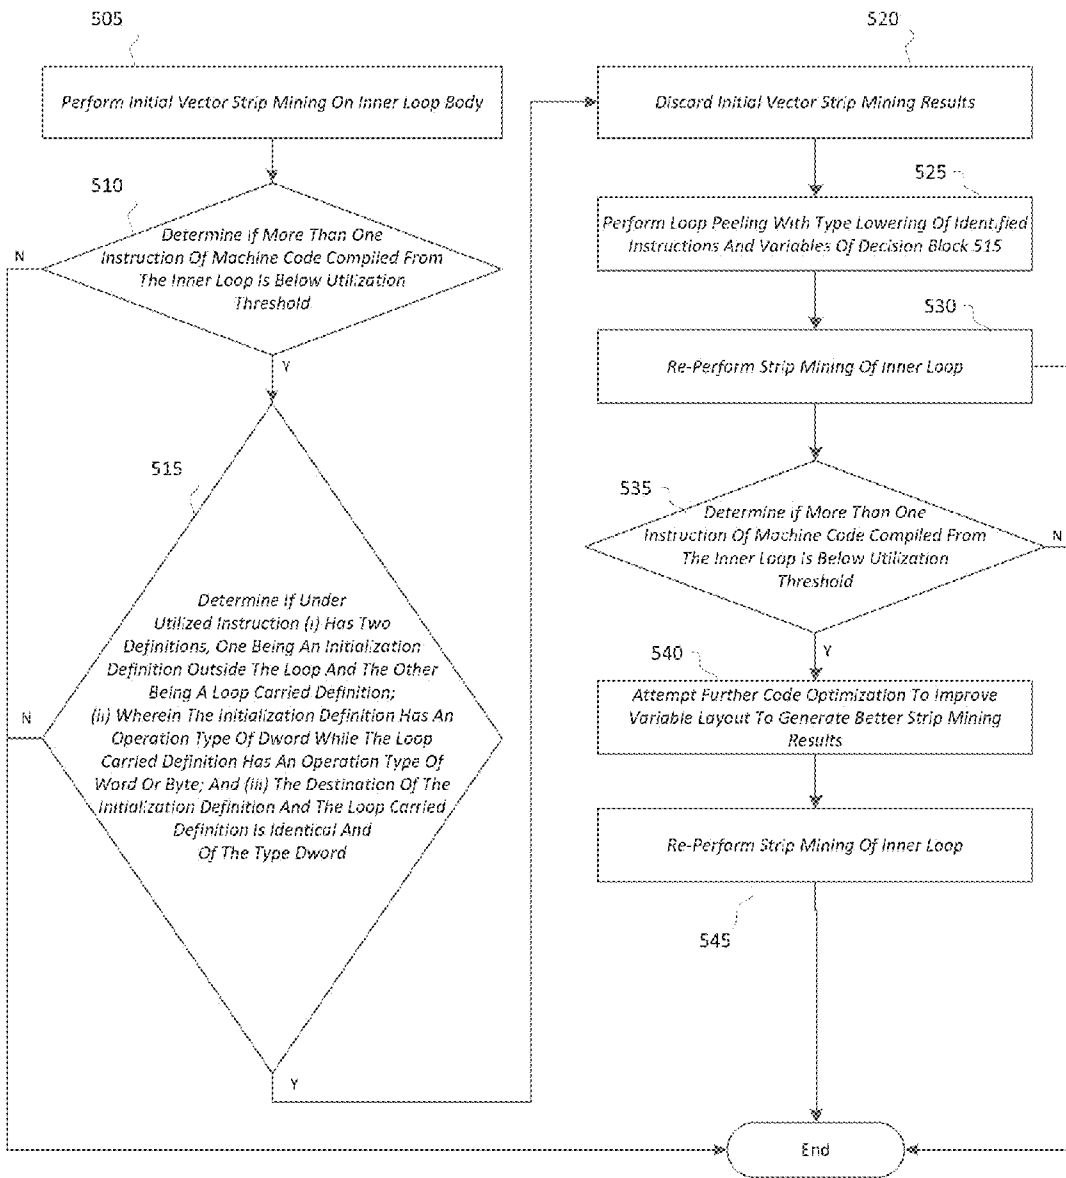 505
Perform Initial Vector Strip Mining On Inner Loop Body
510
Determine If More Than One
Instruction Of Machine Code Compiled From
The Inner Loop Is Below Utilization
Threshold
N
Y
515
Determine If Under
Utilized Instruction (i) Has Two
Definitions, One Being An Initialization
Definition Outside The Loop And The Other
Being A Loop Carried Definition;
(ii) Wherein The Initialization Definition Has An
Operation Type Of Dword While The Loop
Carried Definition Has An Operation Type Of
Word Or Byte; And (iii) The Destination Of The
Initialization Definition And The Loop Carried
Definition Is Identical And
Of The Type Dword
N
Y
520
Discard Initial Vector Strip Mining Results
525
Perform Loop Peeling With Type Lowering Of Identified
Instructions And Variables Of Decision Block 515
530
Re-Perform Strip Mining Of Inner Loop
535
Determine If More Than One
Instruction Of Machine Code Compiled From
The Inner Loop Is Below Utilization
Threshold
N
Y
540
Attempt Further Code Optimization To Improve
Variable Layout To Generate Better Strip Mining
Results
Re-Perform Strip Mining Of Inner Loop
545
End